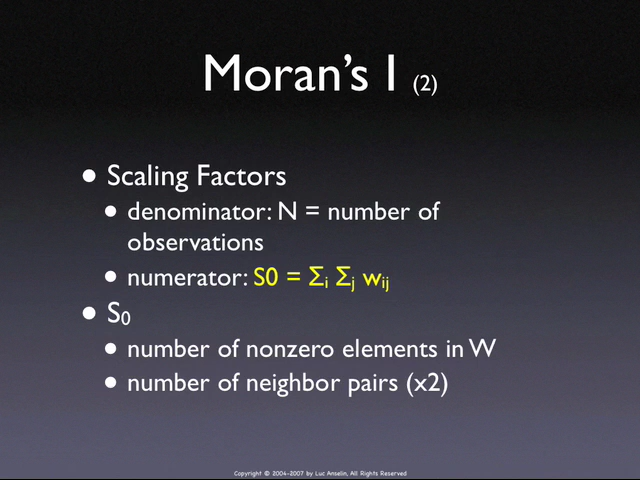 Moran's I (2)
• Scaling Factors
• denominator: N = number of
observations
• numerator: S0 = Σi Σj wij
• S0
• number of nonzero elements in W
• number of neighbor pairs (x2)
Copyright © 2004-2007 by Luc Anselin, All Rights Reserved